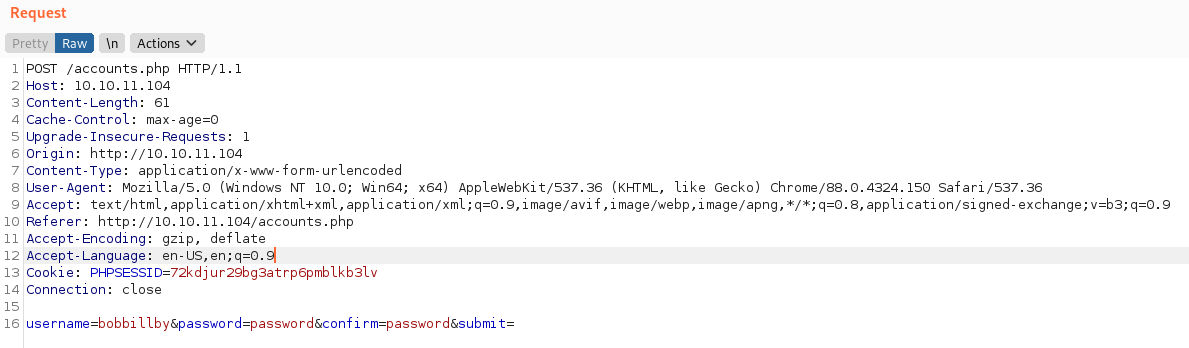 Request
Pretty Raw \n Actions
1 POST /accounts.php HTTP/1.1
2 Host: 10.10.11.104
3 Content-Length: 61
4 Cache-Control: max-age=0
5 Upgrade-Insecure-Requests: 1
6 Origin: http://10.10.11.104
7 Content-Type: application/x-www-form-urlencoded
8 User-Agent: Mozilla/5.0 (Windows NT 10.0; Win64; x64) AppleWebKit/537.36 (KHTML, like Gecko) Chrome/88.0.4324.150 Safari/537.36
9 Accept: text/html,application/xhtml+xml,application/xml;q=0.9,image/avif,image/webp,image/apng,*/*;q=0.8,application/signed-exchange;v=b3;q=0.9
10 Referer: http://10.10.11.104/accounts.php
11 Accept-Encoding: gzip, deflate
12 Accept-Language: en-US,en;q=0.9
13 Cookie: PHPSESSID=72kdjur29bg3atrp6pmblkb3lv
14 Connection: close
15
16 username=bobbillby&password=password&confirm=password&submit=